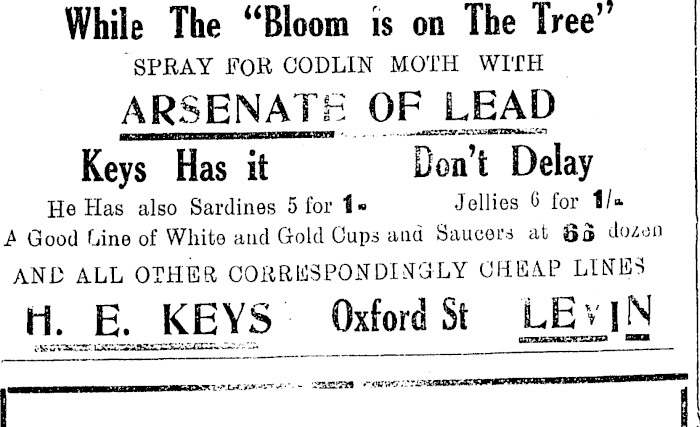 While The "Bloom is on The Tree"
SPRAY FOR CODLIN MOTH WITH
ARSENATE OF LEAD
Keys Has it Don't Delay
He Has also Sardines 5 for 1- Jellies 6 for 1/-
A Good Line of White and Gold Cups and Saucers at 66 dozen
AND ALL OTHER CORRESPONDINGLY CHEAP LINES
H. E. KEYS Oxford St LEVIN